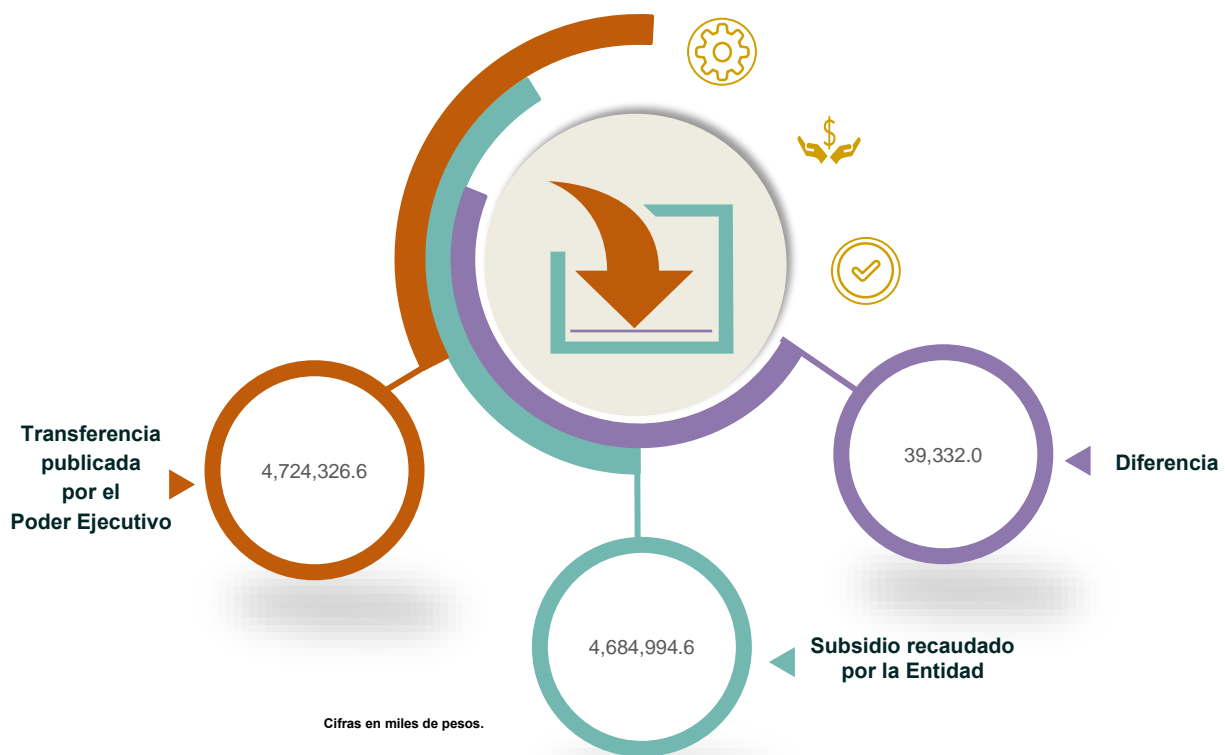 Transferencia
publicada
por el
Poder Ejecutivo
4,724,326.6
39,332.0
Diferencia
4,684,994.6
Subsidio recaudado
por la Entidad
Cifras en miles de pesos.
$